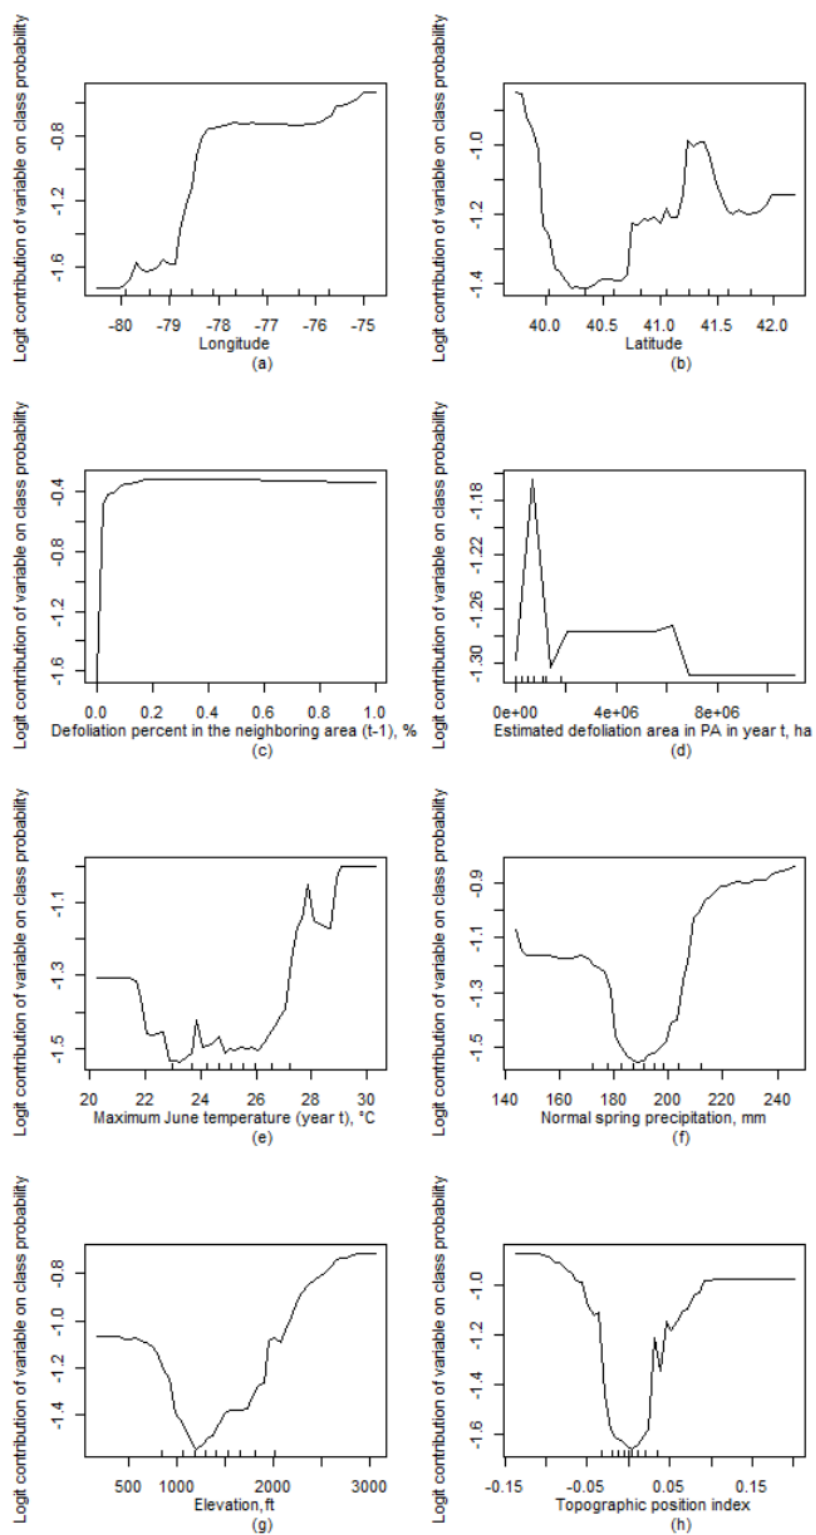 Logit contribution of variable on class probability
-1.6 -1.2 -0.8
-80 -79 -78 -77 -76 -75
Longitude
(a)
Logit contribution of variable on class probability
-1.4 -1.2 -1.0
40.0 40.5 41.0 41.5 42.0
Latitude
(b)
Logit contribution of variable on class probability
-1.6 -1.2 -0.8 -0.4
0.0 0.2 0.4 0.6 0.8 1.0
Defoliation percent in the neighboring area (t-1), %
(c)
Logit contribution of variable on class probability
-1.30 -1.26 -1.22 -1.18
0e+00 4e+06 8e+06
Estimated defoliation area in PA in year t, ha
(d)
Logit contribution of variable on class probability
-1.5 -1.3 -1.1
20 22 24 26 28 30
Maximum June temperature (year t), °C
(e)
Logit contribution of variable on class probability
-1.5 -1.3 -1.1 -0.9
140 160 180 200 220 240
Normal spring precipitation, mm
(f)
Logit contribution of variable on class probability
-1.4 -1.2 -1.0 -0.8
500 1000 2000 3000
Elevation,ft
(g)
Logit contribution of variable on class probability
-1.6 -1.4 -1.2 -1.0
-0.15 -0.05 0.05 0.15
Topographic position index
(h)